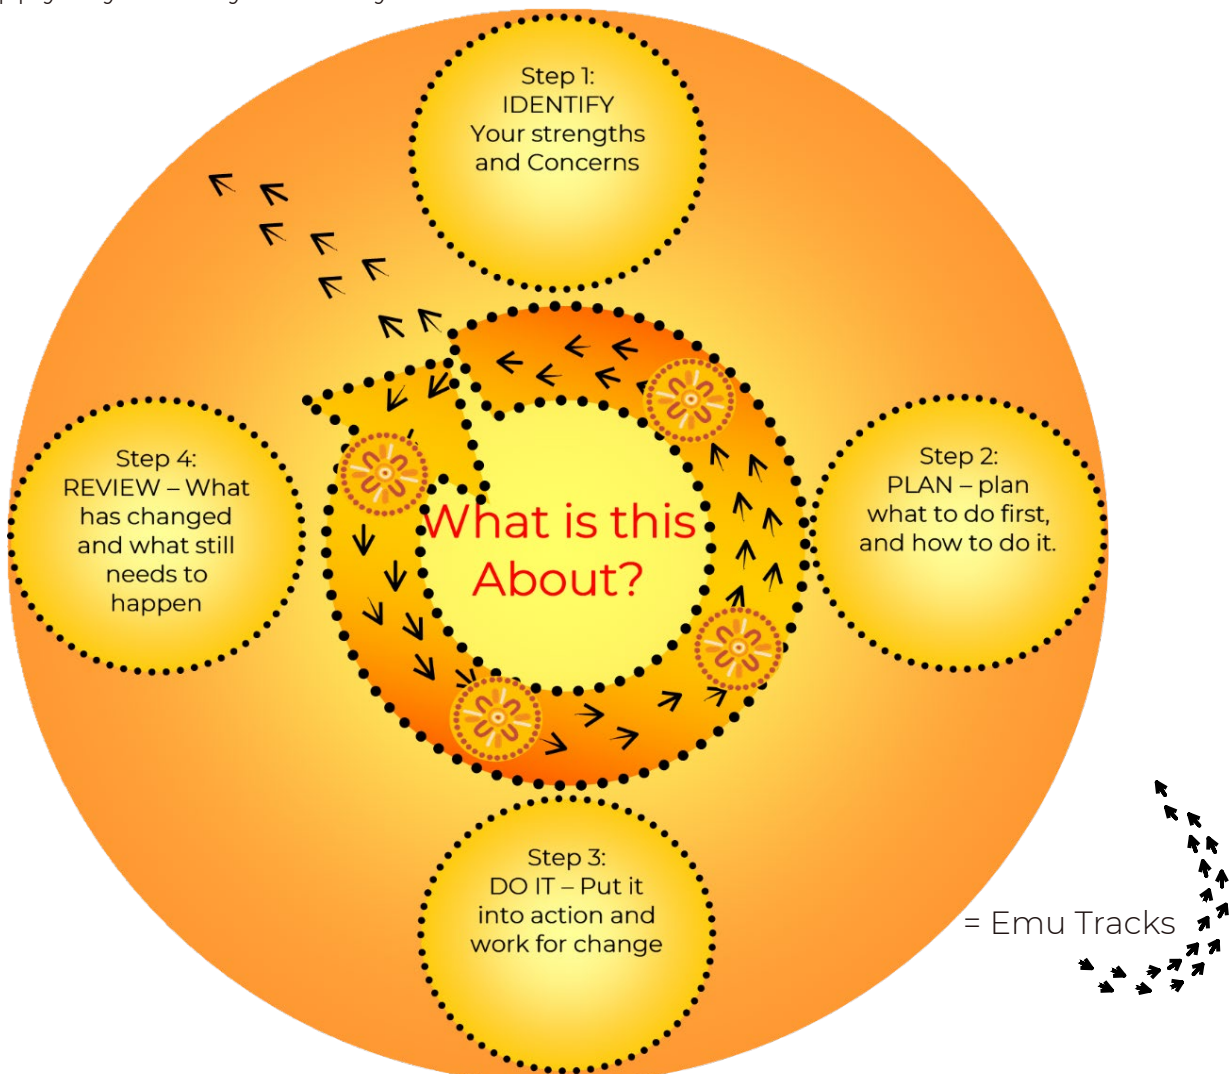 Step 1:
IDENTIFY
Your strengths
and Concerns
Step 2:
PLAN – plan
what to do first,
and how to do it.
Step 4:
REVIEW – What
has changed
and what still
needs to
happen
What is this
About?
Step 3:
DO IT – Put it
into action and
work for change
= Emu Tracks